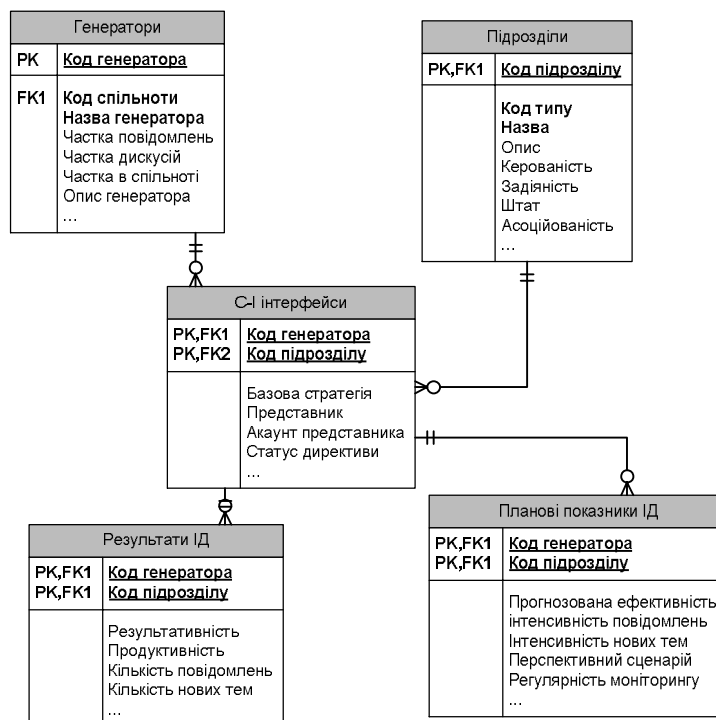 Генератори
PK Код генератора
FK1 Код спільноти
Назва генератора
Частка повідомлень
Частка дискусій
Частка в спільноті
Опис генератора
...
Підрозділи
PK,FK1 Код підрозділу
Код типу
Назва
Опис
Керованість
Задіяність
Штат
Асоційованість
...
С-І інтерфейси
PK,FK1 Код генератора
PK,FK2 Код підрозділу
Базова стратегія
Представник
Акаунт представника
Статус директиви
...
Результати ІД
PK,FK1 Код генератора
PK,FK1 Код підрозділу
Результативність
Продуктивність
Кількість повідомлень
Кількість нових тем
...
Планові показники ІД
PK,FK1 Код генератора
PK,FK1 Код підрозділу
Прогнозована ефективність
інтенсивність повідомлень
Інтенсивність нових тем
Перспективний сценарій
Регулярність моніторингу
...